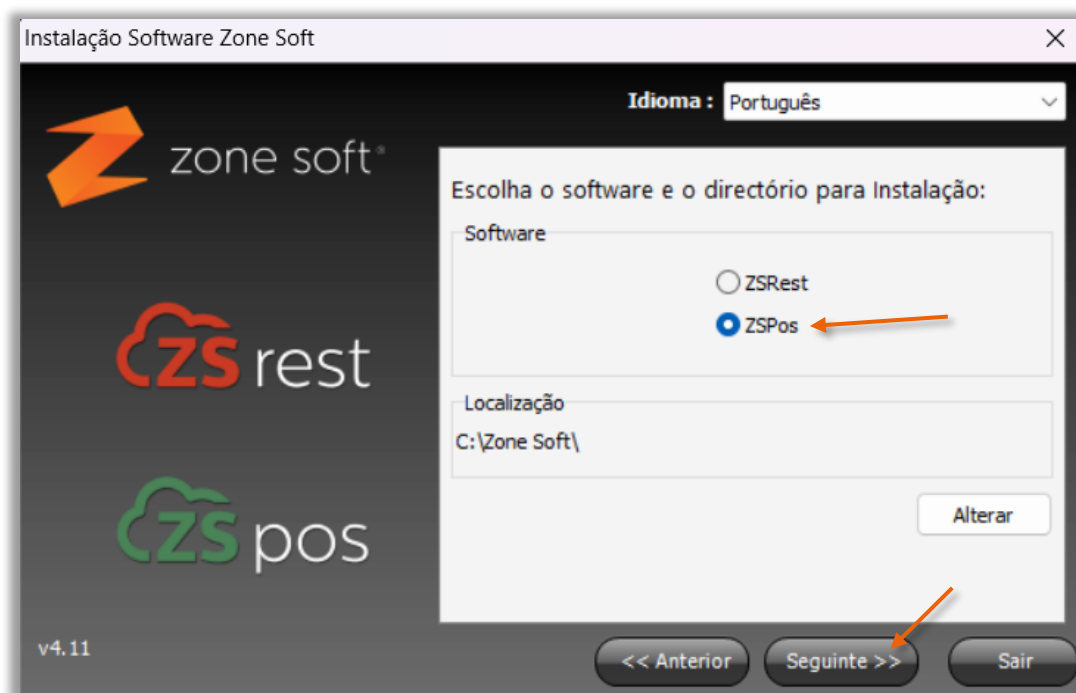 Instalação Software Zone Soft
Idioma : Português
zone soft®
Escolha o software e o directório para Instalação:
Software
ZSRest
ZSPos
ZS rest
Localização
C:\Zone Soft\
ZS pos
Alterar
v4.11
<< Anterior
Seguinte >>
Sair